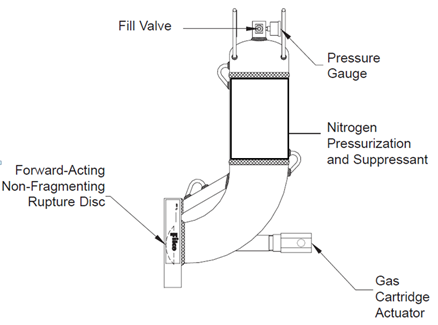 Fill Valve
Pressure
Gauge
Nitrogen
Pressurization
and Suppressant
Forward-Acting
Non-Fragmenting
Rupture Disc
Fike
Gas
Cartridge
Actuator